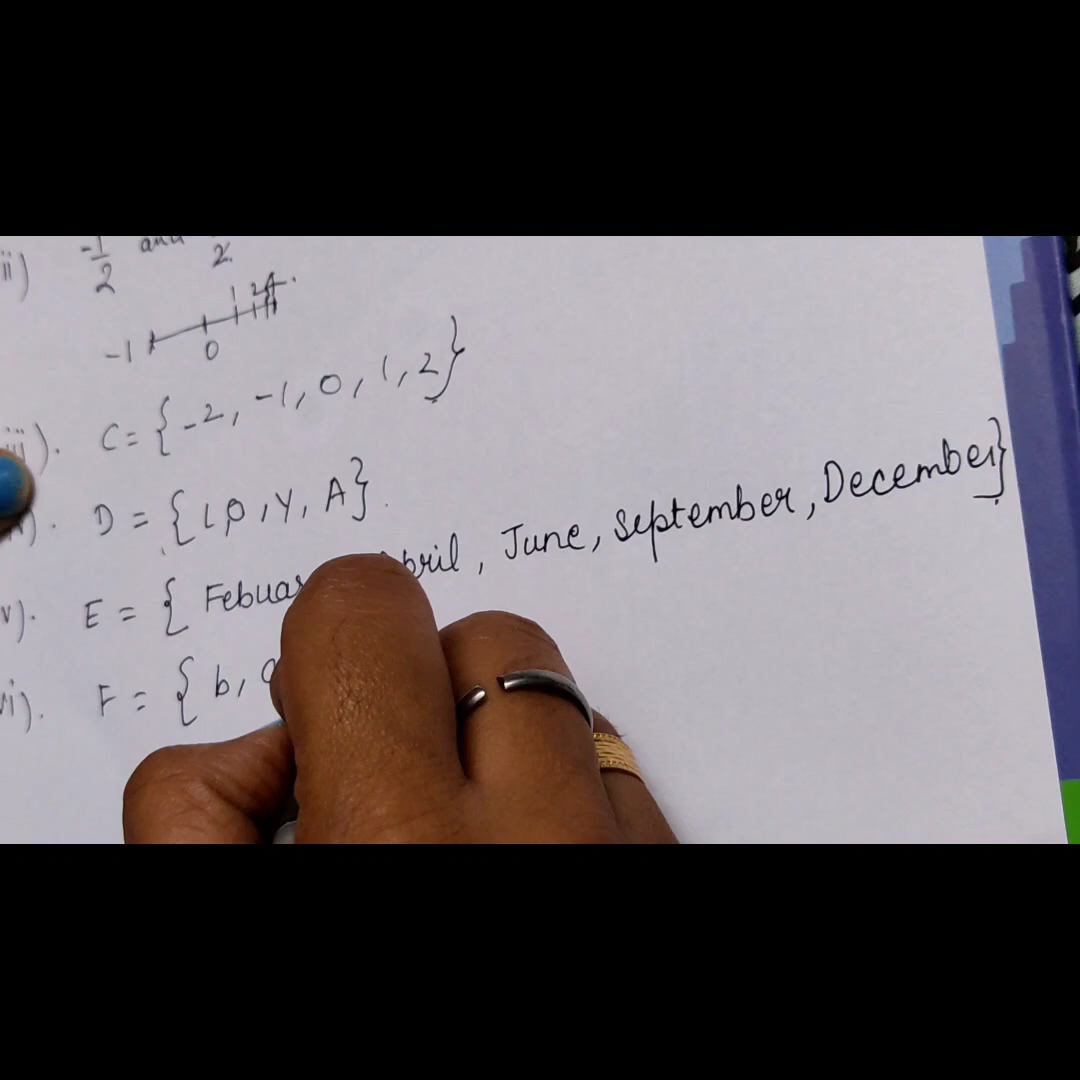 ii) -1/2 and /2.
-1 0 1 2
iii). C = {-2, -1, 0, 1, 2}
D = {L, O, Y, A}.
v). E = { Febuar April, June, September, December}
vi). F = { b,